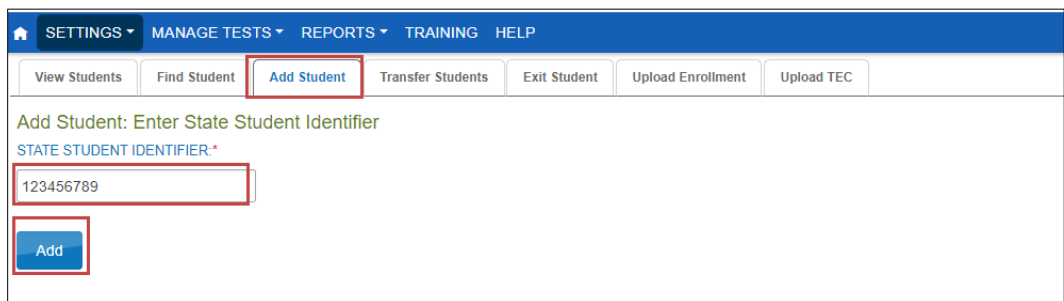 SETTINGS MANAGE TESTS REPORTS TRAINING HELP
View Students Find Student Add Student Transfer Students Exit Student Upload Enrollment Upload TEC
Add Student: Enter State Student Identifier
STATE STUDENT IDENTIFIER:*
123456789
Add